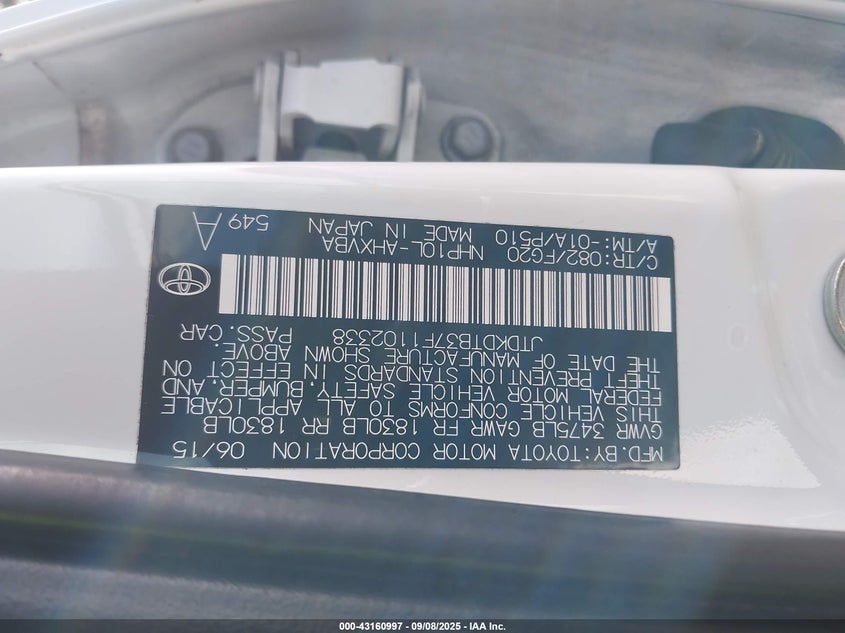 MFD. BY: TOYOTA MOTOR CORPORATION 06/15
GVWR 3475LB GAWR FR 1830LB RR 1830LB
THIS VEHICLE CONFORMS TO ALL APPLICABLE
FEDERAL MOTOR VEHICLE SAFETY, BUMPER, AND
THEFT PREVENTION STANDARDS IN EFFECT ON
THE DATE OF MANUFACTURE SHOWN ABOVE.
JTDKDTB37F1102338 PASS. CAR
C/TR:082/FG20 NHP10L-AHXVBA 549
A/TM:-01A/P510 MADE IN JAPAN A
000-43160997 - 09/08/2025 - IAA Inc.